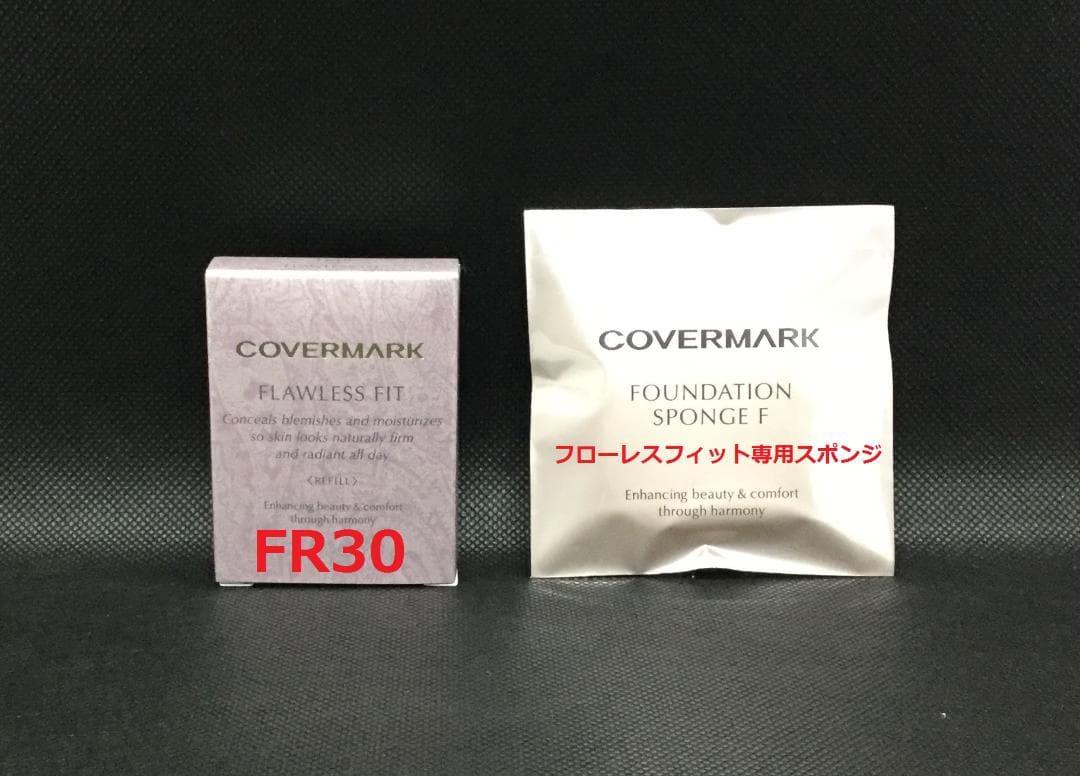 COVERMARK
FLAWLESS FIT
Conceals blemishes and moisturizes
so skin looks naturally firm
and radiant all day
〈REFILL〉
Enhancing beauty & comfort
through harmony
FR30
COVERMARK
FOUNDATION
SPONGE F
フローレスフィット専用スポンジ
Enhancing beauty & comfort
through harmony